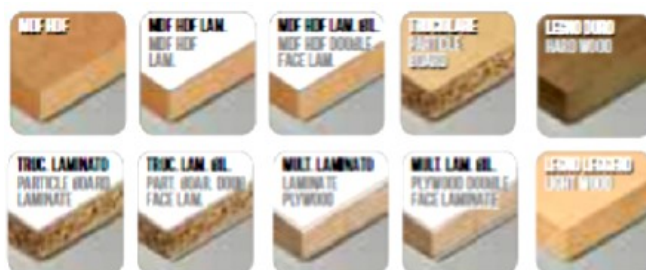 MDF HDF
MDF HDF LAM.
MDF HDF
LAM.
MDF HDF LAM. BIL.
MDF HDF DOUBLE
FACE LAM.
TRUCIOLARE
PARTICLE
BOARD
LEGNO DURO
HARD WOOD
TRUC. LAMINATO
PARTICLE BOARD
LAMINATE
TRUC. LAM. BIL.
PART. BOAR. DOUB
FACE LAM.
MULT. LAMINATO
LAMINATE
PLYWOOD
MULT. LAM. BIL.
PLYWOOD DOUBLE
FACE LAMINATE
LEGNO LEGGERO
LIGHT WOOD